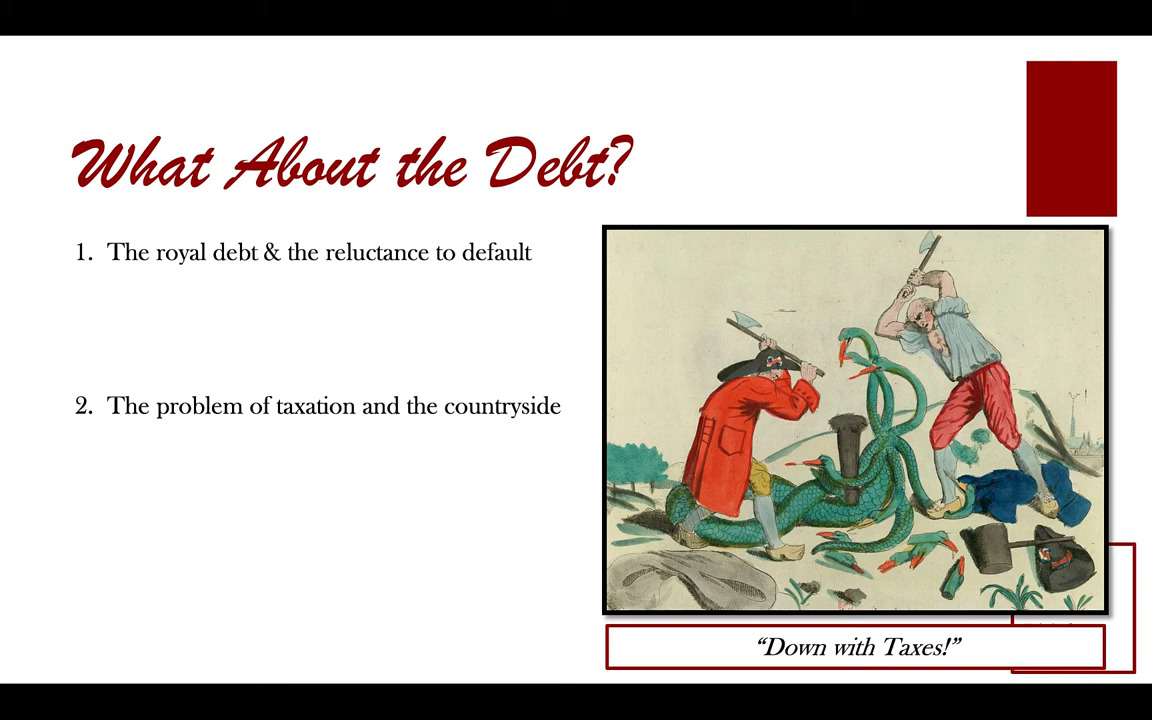 What About the Debt?
1. The royal debt & the reluctance to default
2. The problem of taxation and the countryside
“Down with Taxes!”